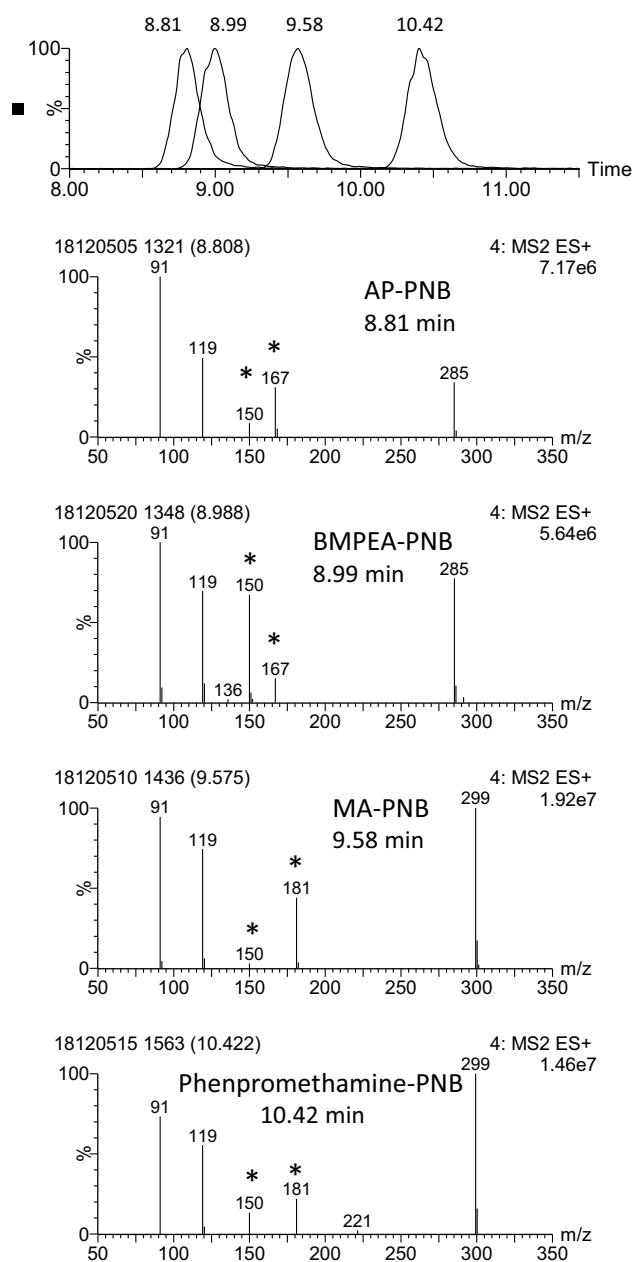 8.81 8.99 9.58 10.42
100
%
0
8.00 9.00 10.00 11.00 Time
18120505 1321 (8.808) 4: MS2 ES+
7.17e6
100
%
0
91
119
*
150
*
167
285
AP-PNB
8.81 min
50 100 150 200 250 300 350 m/z
18120520 1348 (8.988) 4: MS2 ES+
5.64e6
100
%
0
91
119
136
*
150
*
167
285
BMPEA-PNB
8.99 min
50 100 150 200 250 300 350 m/z
18120510 1436 (9.575) 4: MS2 ES+
1.92e7
100
%
0
91
119
*
150
*
181
299
MA-PNB
9.58 min
50 100 150 200 250 300 350 m/z
18120515 1563 (10.422) 4: MS2 ES+
1.46e7
100
%
0
91
119
*
150
*
181
221
299
Phenpromethamine-PNB
10.42 min
50 100 150 200 250 300 350 m/z